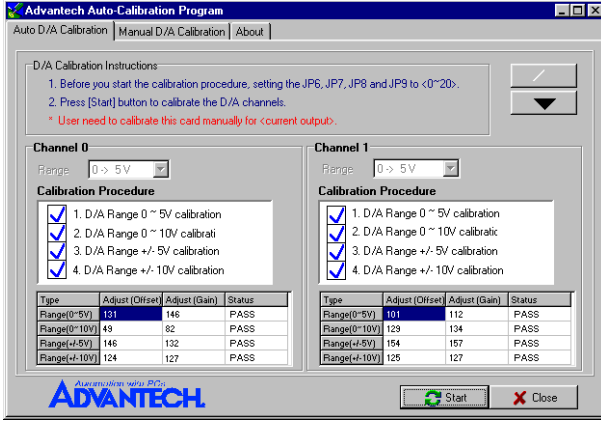 Advantech Auto-Calibration Program
Auto D/A Calibration Manual D/A Calibration About
D/A Calibration Instructions
1. Before you start the calibration procedure, setting the JP6, JP7, JP8 and JP9 to <0~20>.
2. Press [Start] button to calibrate the D/A channels.
* User need to calibrate this card manually for <current output>.
Channel 0
Range 0 -> 5 V
Calibration Procedure
1. D/A Range 0 ~ 5V calibration
2. D/A Range 0 ~ 10V calibrati
3. D/A Range +/- 5V calibration
4. D/A Range +/- 10V calibration
Type Adjust (Offset) Adjust (Gain) Status
Range(0~5V) 131 146 PASS
Range(0~10V) 49 82 PASS
Range(+/-5V) 146 132 PASS
Range(+/-10V) 124 127 PASS
Channel 1
Range 0 -> 5 V
Calibration Procedure
1. D/A Range 0 ~ 5V calibration
2. D/A Range 0 ~ 10V calibratic
3. D/A Range +/- 5V calibration
4. D/A Range +/- 10V calibration
Type Adjust (Offset) Adjust (Gain) Status
Range(0~5V) 101 112 PASS
Range(0~10V) 129 134 PASS
Range(+/-5V) 154 157 PASS
Range(+/-10V) 125 127 PASS
Automation with PCs
ADVANTECH
Start Close